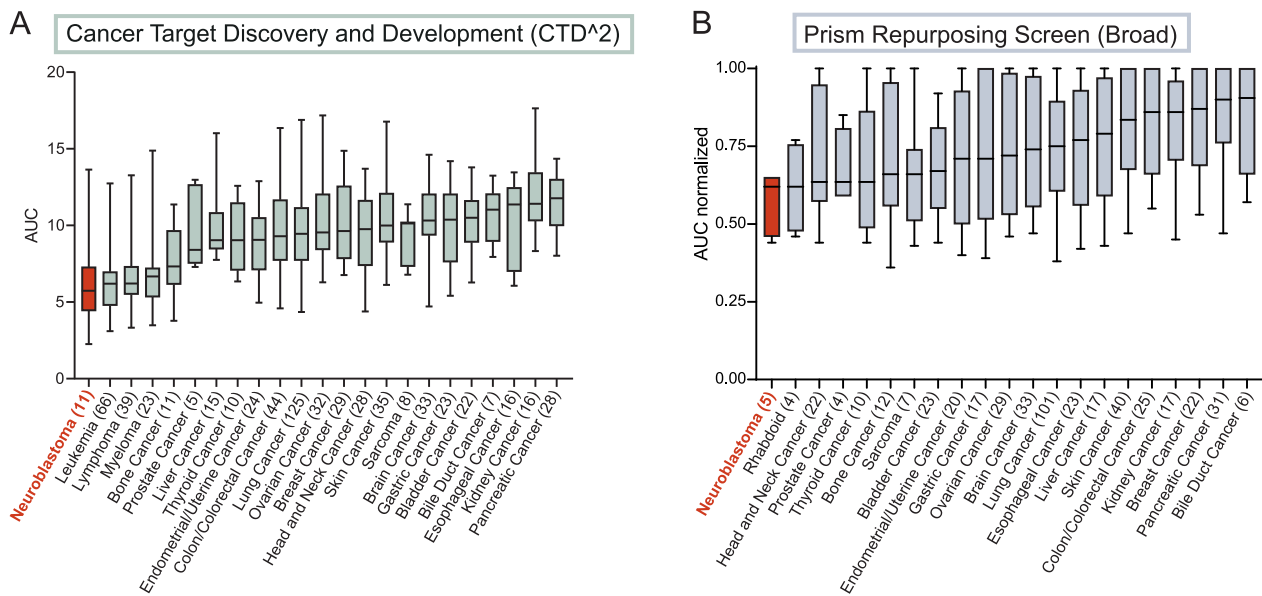 A
Cancer Target Discovery and Development (CTD^2)
20
15
10
5
0
AUC
Neuroblastoma (11)
Leukemia (66)
Lymphoma (39)
Myeloma (23)
Bone Cancer (11)
Prostate Cancer (5)
Liver Cancer (15)
Thyroid Cancer (10)
Endometrial/Uterine Cancer (24)
Colon/Colorectal Cancer (44)
Lung Cancer (125)
Ovarian Cancer (32)
Breast Cancer (29)
Head and Neck Cancer (28)
Skin Cancer (35)
Sarcoma (8)
Brain Cancer (33)
Gastric Cancer (23)
Bladder Cancer (22)
Bile Duct Cancer (7)
Esophageal Cancer (16)
Kidney Cancer (16)
Pancreatic Cancer (28)
B
Prism Repurposing Screen (Broad)
1.00
0.75
0.50
0.25
0.00
AUC normalized
Neuroblastoma (5)
Rhabdoid (4)
Head and Neck Cancer (22)
Prostate Cancer (4)
Thyroid Cancer (10)
Bone Cancer (12)
Sarcoma (7)
Bladder Cancer (23)
Endometrial/Uterine Cancer (20)
Gastric Cancer (17)
Ovarian Cancer (29)
Brain Cancer (33)
Lung Cancer (101)
Esophageal Cancer (23)
Liver Cancer (17)
Skin Cancer (40)
Colon/Colorectal Cancer (25)
Kidney Cancer (17)
Breast Cancer (22)
Pancreatic Cancer (31)
Bile Duct Cancer (6)